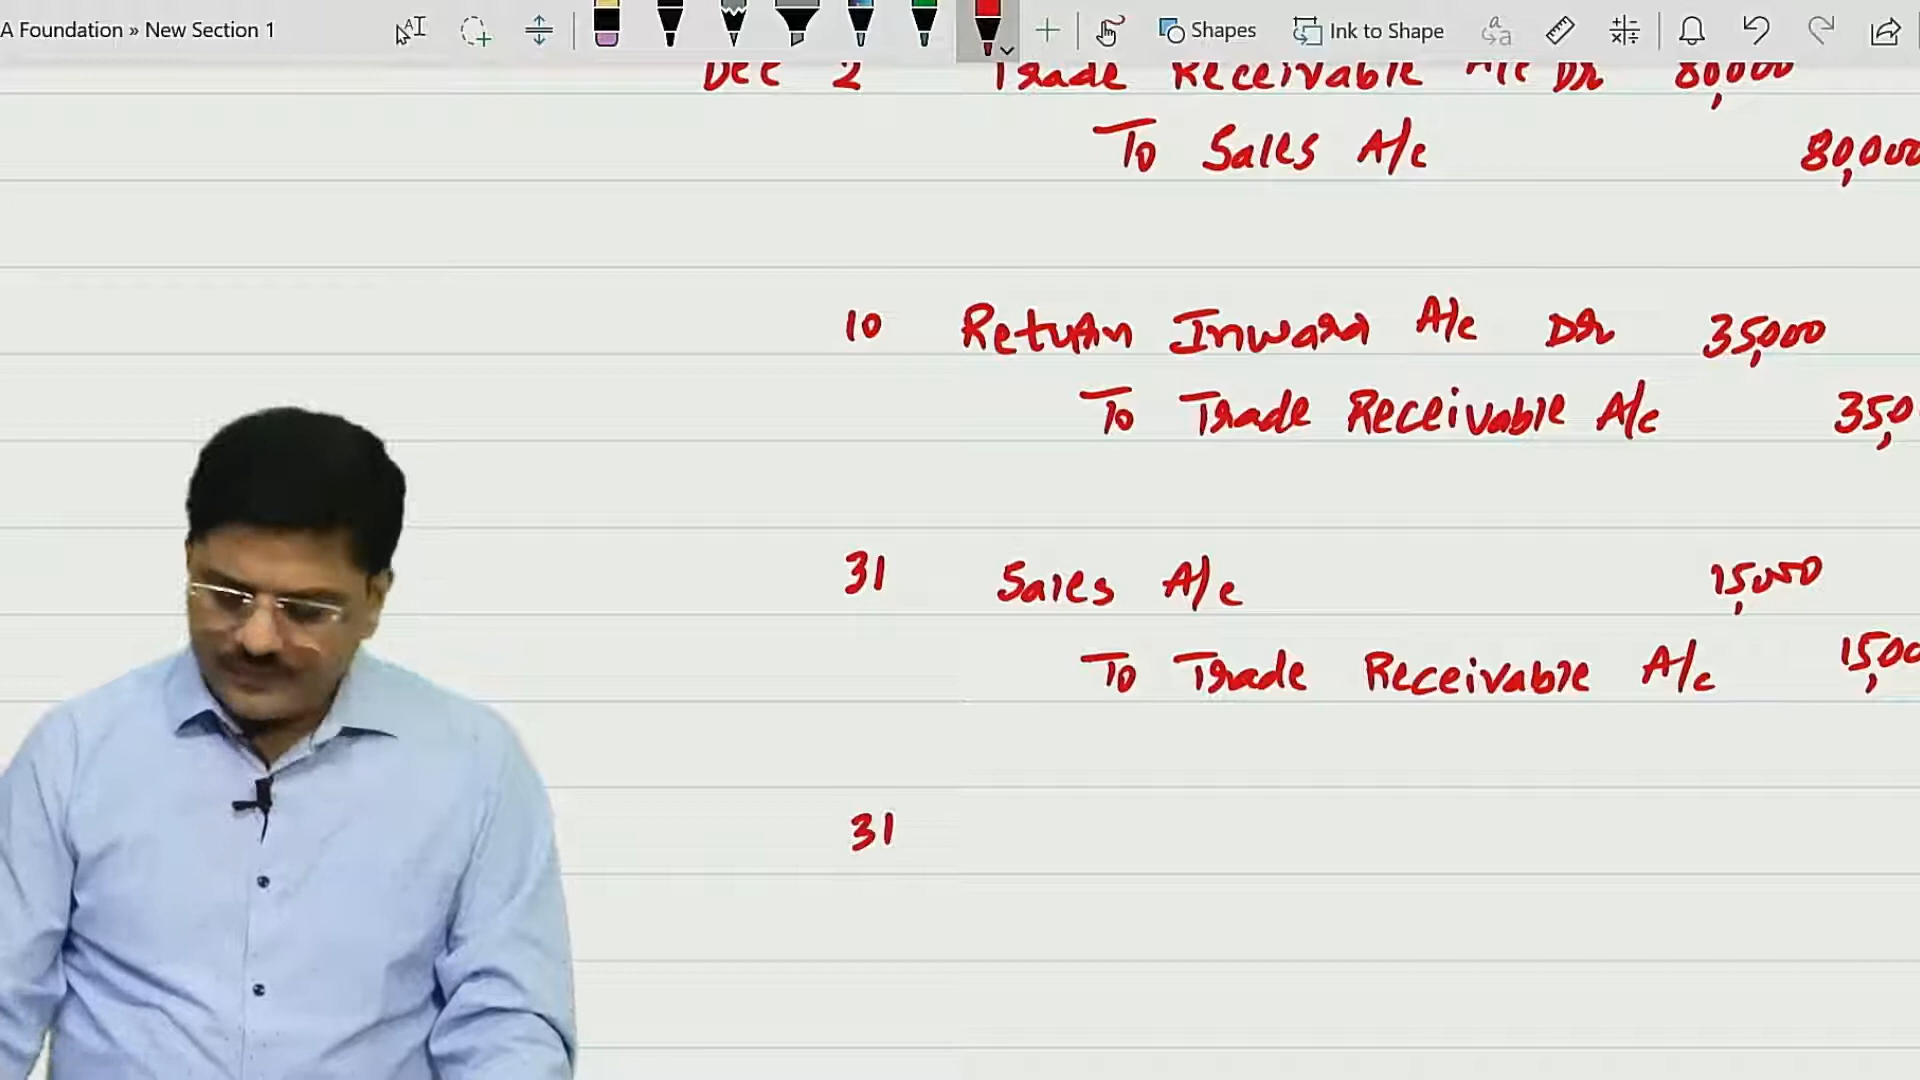 A Foundation » New Section 1 Shapes Ink to Shape
Dec 2 Trade Receivable A/c Dr 80,000
To Sales A/c 80,000
10 Return Inward A/c Dr 35,000
To Trade Receivable A/c 35,0
31 Sales A/c 15,000
To Trade Receivable A/c 15,00
31